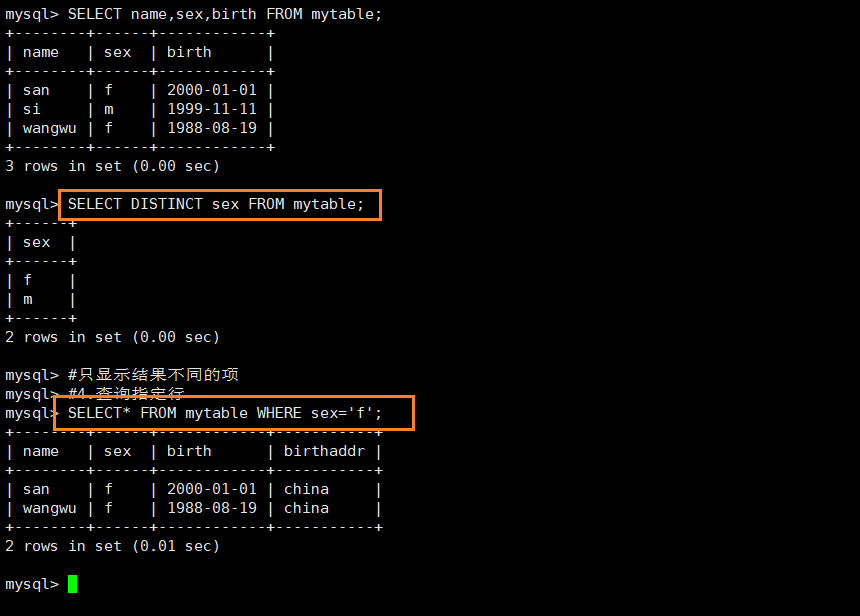 mysql> SELECT name,sex,birth FROM mytable;
+--------+------+------------+
| name   | sex  | birth      |
+--------+------+------------+
| san    | f    | 2000-01-01 |
| si     | m    | 1999-11-11 |
| wangwu | f    | 1988-08-19 |
+--------+------+------------+
3 rows in set (0.00 sec)
mysql> SELECT DISTINCT sex FROM mytable;
+------+
| sex  |
+------+
| f    |
| m    |
+------+
2 rows in set (0.00 sec)
mysql> #只显示结果不同的项
mysql> #4.查询指定行
mysql> SELECT* FROM mytable WHERE sex='f';
+--------+------+------------+-----------+
| name   | sex  | birth      | birthaddr |
+--------+------+------------+-----------+
| san    | f    | 2000-01-01 | china     |
| wangwu | f    | 1988-08-19 | china     |
+--------+------+------------+-----------+
2 rows in set (0.01 sec)
mysql>